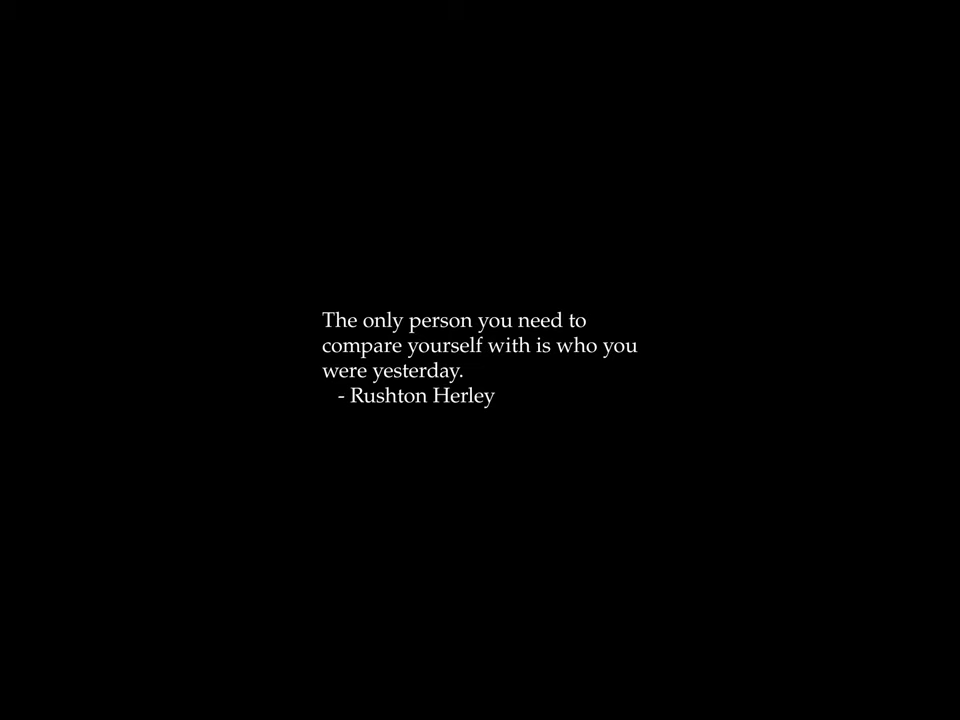 The only person you need to
compare yourself with is who you
were yesterday.
- Rushton Herley